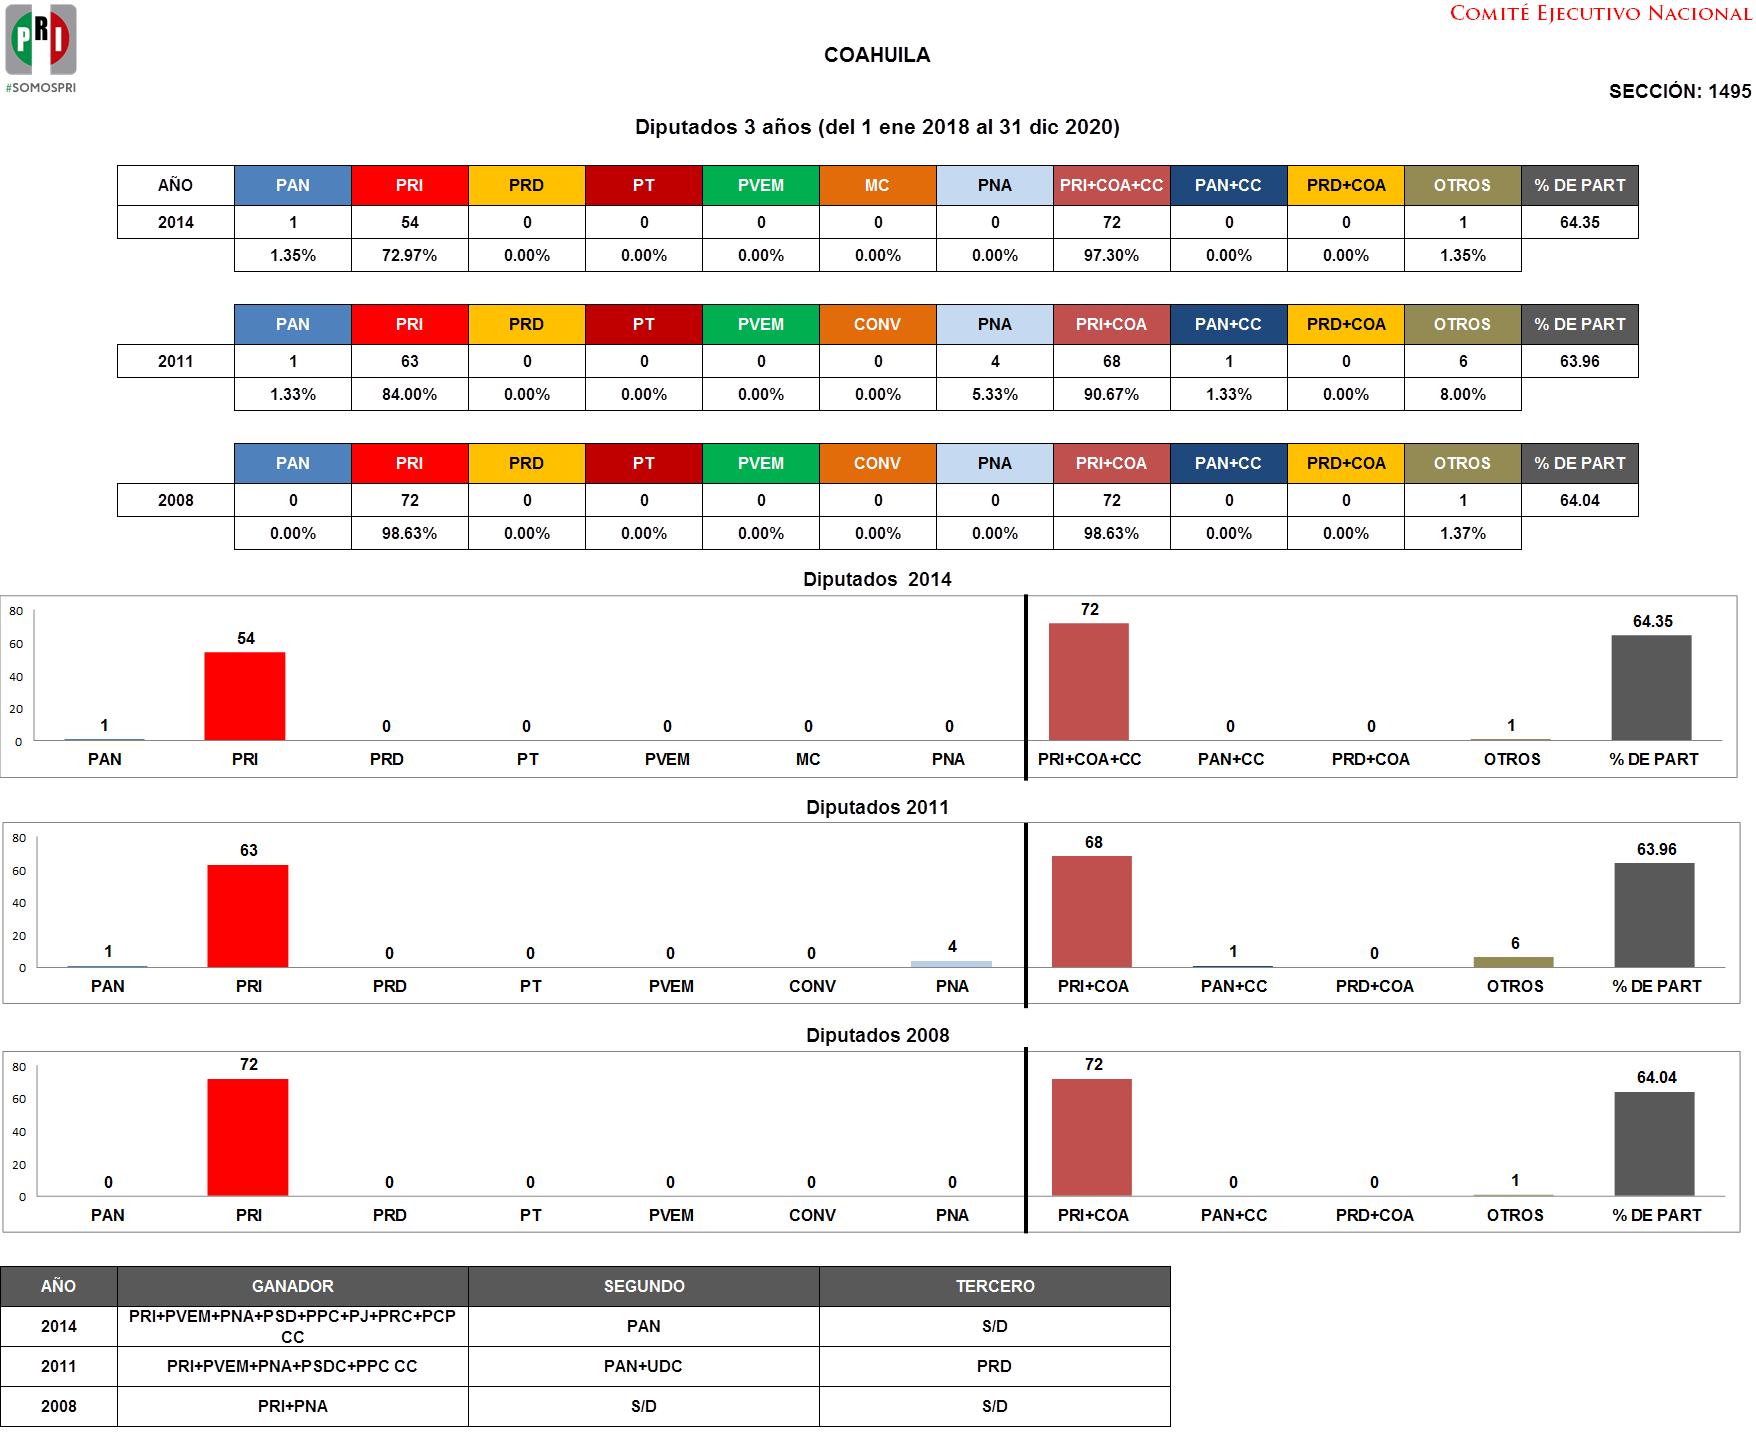 PRI
#SOMOSPRI
COMITÉ EJECUTIVO NACIONAL
COAHUILA
SECCIÓN: 1495
Diputados 3 años (del 1 ene 2018 al 31 dic 2020)
AÑO PAN PRI PRD PT PVEM MC PNA PRI+COA+CC PAN+CC PRD+COA OTROS % DE PART
2014 1 54 0 0 0 0 0 72 0 0 1 64.35
1.35% 72.97% 0.00% 0.00% 0.00% 0.00% 0.00% 97.30% 0.00% 0.00% 1.35%
PAN PRI PRD PT PVEM CONV PNA PRI+COA PAN+CC PRD+COA OTROS % DE PART
2011 1 63 0 0 0 0 4 68 1 0 6 63.96
1.33% 84.00% 0.00% 0.00% 0.00% 0.00% 5.33% 90.67% 1.33% 0.00% 8.00%
PAN PRI PRD PT PVEM CONV PNA PRI+COA PAN+CC PRD+COA OTROS % DE PART
2008 0 72 0 0 0 0 0 72 0 0 1 64.04
0.00% 98.63% 0.00% 0.00% 0.00% 0.00% 0.00% 98.63% 0.00% 0.00% 1.37%
Diputados 2014
80
60
40
20
0
1 54 0 0 0 0 0 72 0 0 1 64.35
PAN PRI PRD PT PVEM MC PNA PRI+COA+CC PAN+CC PRD+COA OTROS % DE PART
Diputados 2011
80
60
40
20
0
1 63 0 0 0 0 4 68 1 0 6 63.96
PAN PRI PRD PT PVEM CONV PNA PRI+COA PAN+CC PRD+COA OTROS % DE PART
Diputados 2008
80
60
40
20
0
0 72 0 0 0 0 0 72 0 0 1 64.04
PAN PRI PRD PT PVEM CONV PNA PRI+COA PAN+CC PRD+COA OTROS % DE PART
AÑO GANADOR SEGUNDO TERCERO
2014 PRI+PVEM+PNA+PSD+PPC+PJ+PRC+PCP CC PAN S/D
2011 PRI+PVEM+PNA+PSDC+PPC CC PAN+UDC PRD
2008 PRI+PNA S/D S/D